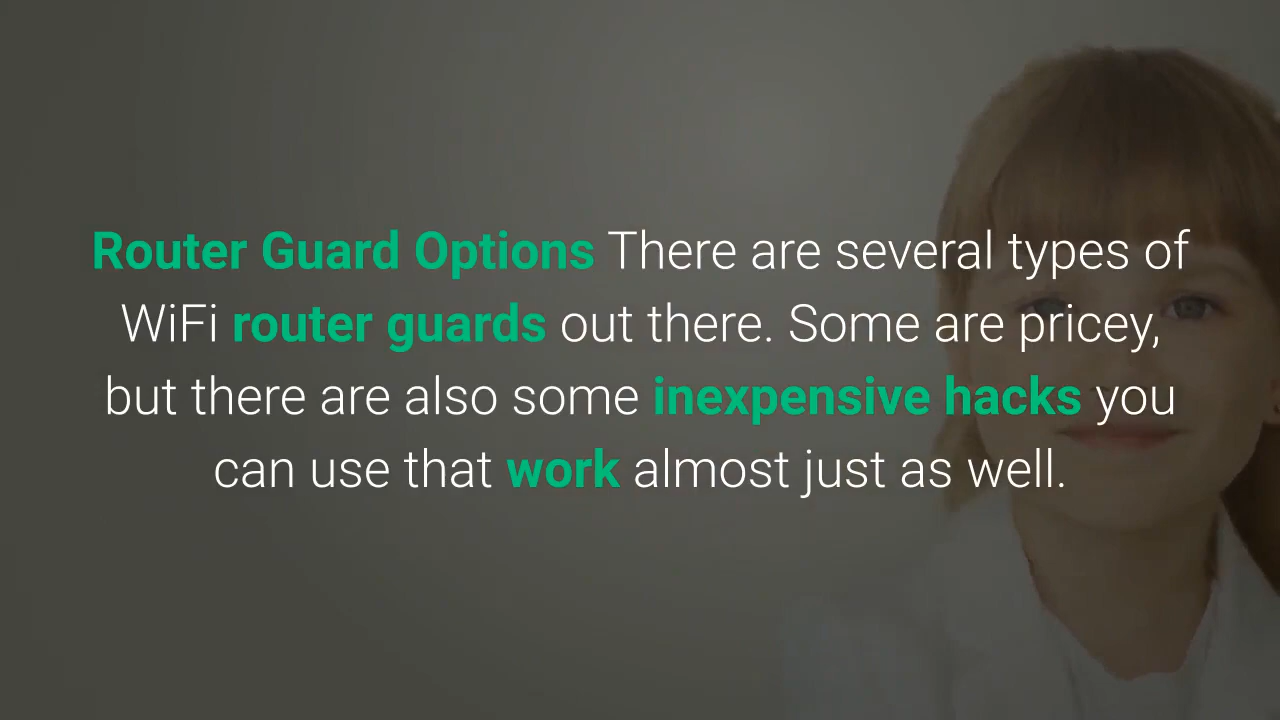 Router Guard Options There are several types of
WiFi router guards out there. Some are pricey,
but there are also some inexpensive hacks you
can use that work almost just as well.